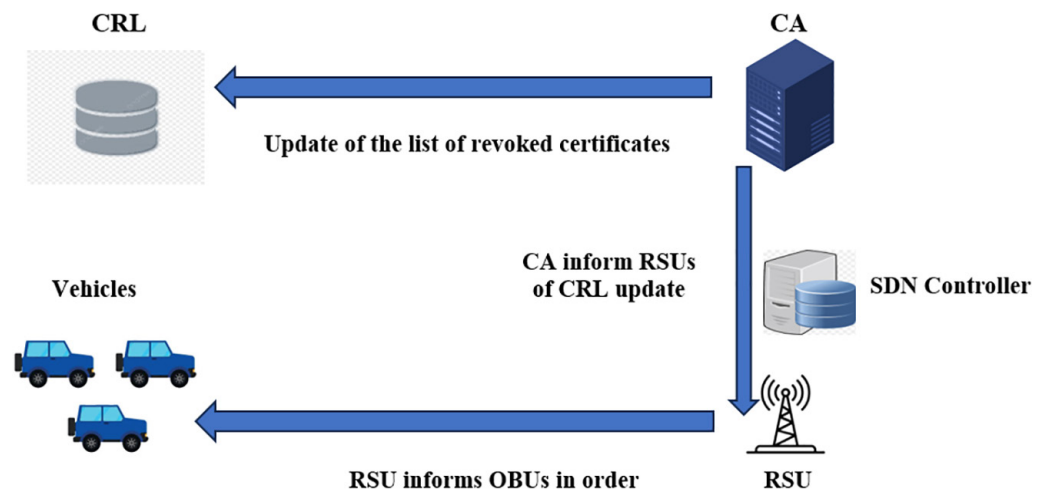 CRL
CA
Update of the list of revoked certificates
CA inform RSUs
of CRL update
SDN Controller
Vehicles
RSU informs OBUs in order
RSU